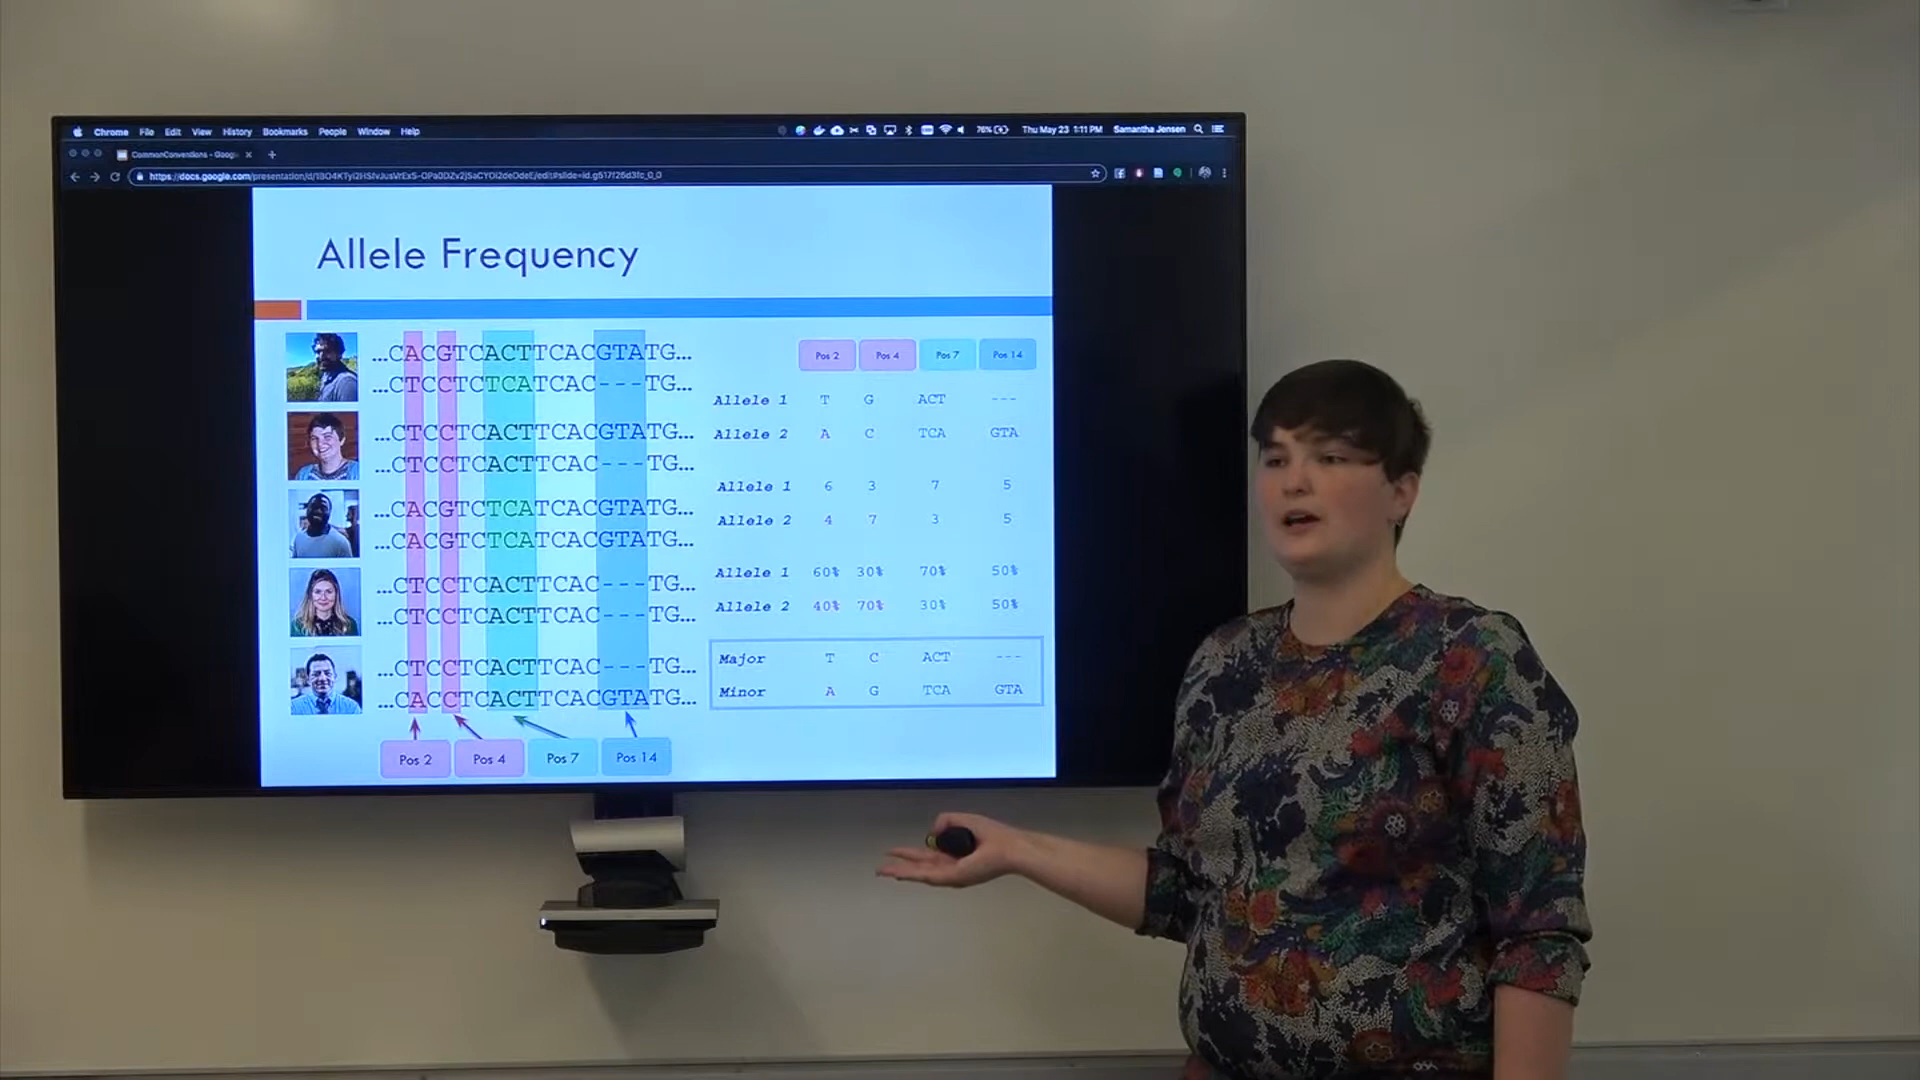 Chrome File Edit View History Bookmarks People Window Help
76% Thu May 23 1:11 PM Samantha Jensen
CommonConventions - Goog
Allele Frequency
...CACGTCACTTCACGTATG...
...CTCCTCTCATCAC---TG...
...CTCCTCACTTCACGTATG...
...CTCCTCACTTCAC---TG...
...CACGTCTCATCACGTATG...
...CACGTCTCATCACGTATG...
...CTCCTCACTTCAC---TG...
...CTCCTCACTTCAC---TG...
...CTCCTCACTTCAC---TG...
...CACCTCACTTCACGTATG...
Pos 2 Pos 4 Pos 7 Pos 14
Pos 2 Pos 4 Pos 7 Pos 14
Allele 1 T G ACT ---
Allele 2 A C TCA GTA
Allele 1 6 3 7 5
Allele 2 4 7 3 5
Allele 1 60% 30% 70% 50%
Allele 2 40% 70% 30% 50%
Major T C ACT ---
Minor A G TCA GTA